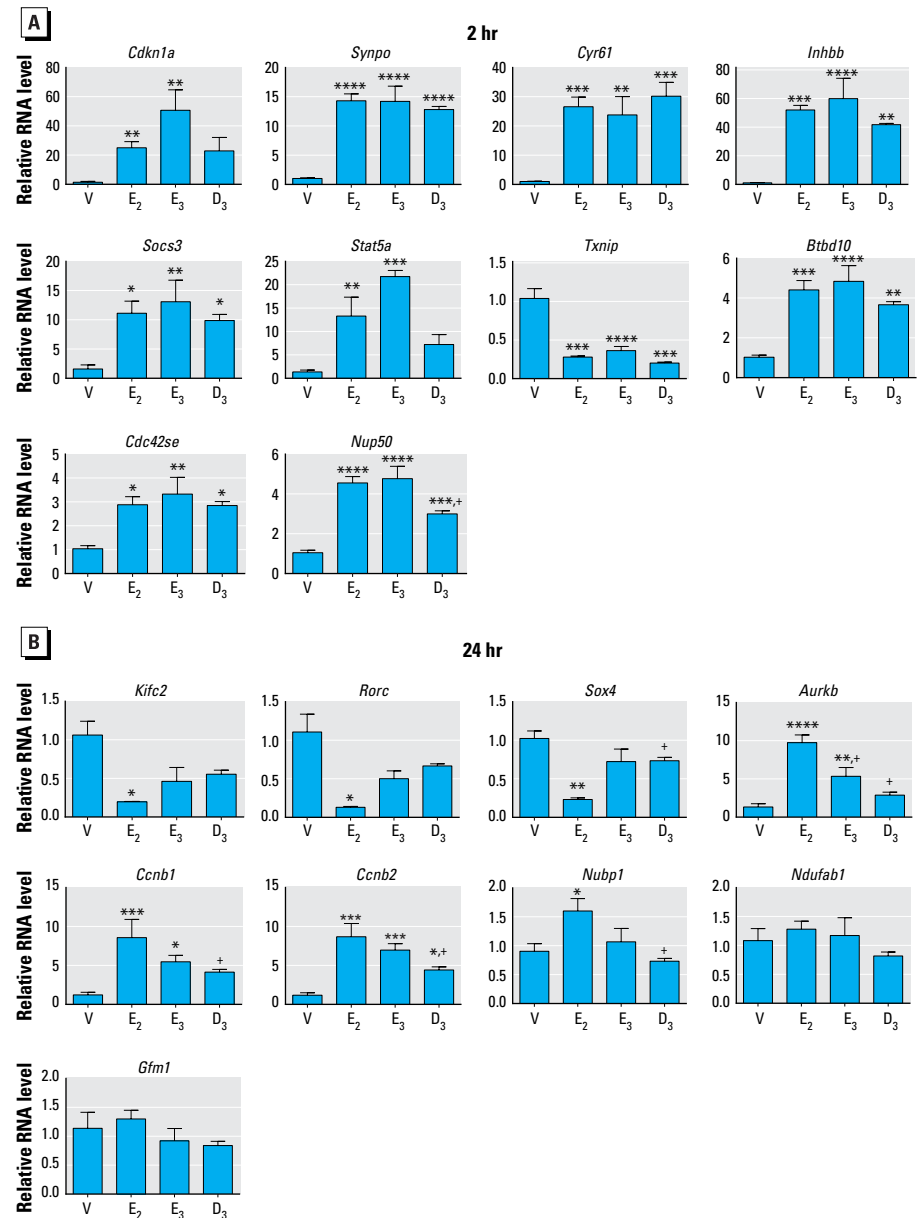 A
2 hr
Cdkn1a Synpo Cyr61 Inhbb
Relative RNA level
80 60 40 20 0
** **
V E₂ E₃ D₃
20 15 10 5 0
**** **** ****
V E₂ E₃ D₃
40 30 20 10 0
*** ** ***
V E₂ E₃ D₃
80 60 40 20 0
*** **** **
V E₂ E₃ D₃
Socs3 Stat5a Txnip Btbd10
Relative RNA level
20 15 10 5 0
* ** *
V E₂ E₃ D₃
25 20 15 10 5 0
** ***
V E₂ E₃ D₃
1.5 1.0 0.5 0.0
*** **** ***
V E₂ E₃ D₃
6 4 2 0
*** **** **
V E₂ E₃ D₃
Cdc42se Nup50
Relative RNA level
5 4 3 2 1 0
* ** *
V E₂ E₃ D₃
6 4 2 0
**** **** ***,+
V E₂ E₃ D₃
B
24 hr
Kifc2 Rorc Sox4 Aurkb
Relative RNA level
1.5 1.0 0.5 0.0
*
V E₂ E₃ D₃
1.5 1.0 0.5 0.0
*
V E₂ E₃ D₃
1.5 1.0 0.5 0.0
** +
V E₂ E₃ D₃
15 10 5 0
**** **,+ +
V E₂ E₃ D₃
Ccnb1 Ccnb2 Nubp1 Ndufab1
Relative RNA level
15 10 5 0
*** * +
V E₂ E₃ D₃
15 10 5 0
*** *** *,+
V E₂ E₃ D₃
2.0 1.5 1.0 0.5 0.0
* +
V E₂ E₃ D₃
2.0 1.5 1.0 0.5 0.0
V E₂ E₃ D₃
Gfm1
Relative RNA level
2.0 1.5 1.0 0.5 0.0
V E₂ E₃ D₃